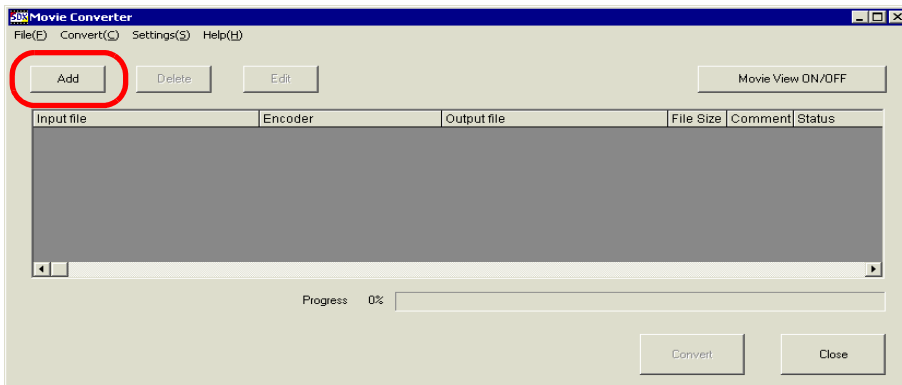 SDX Movie Converter
File(F) Convert(C) Settings(S) Help(H)
Add Delete Edit Movie View ON/OFF
Input file Encoder Output file File Size Comment Status
Progress 0%
Convert Close